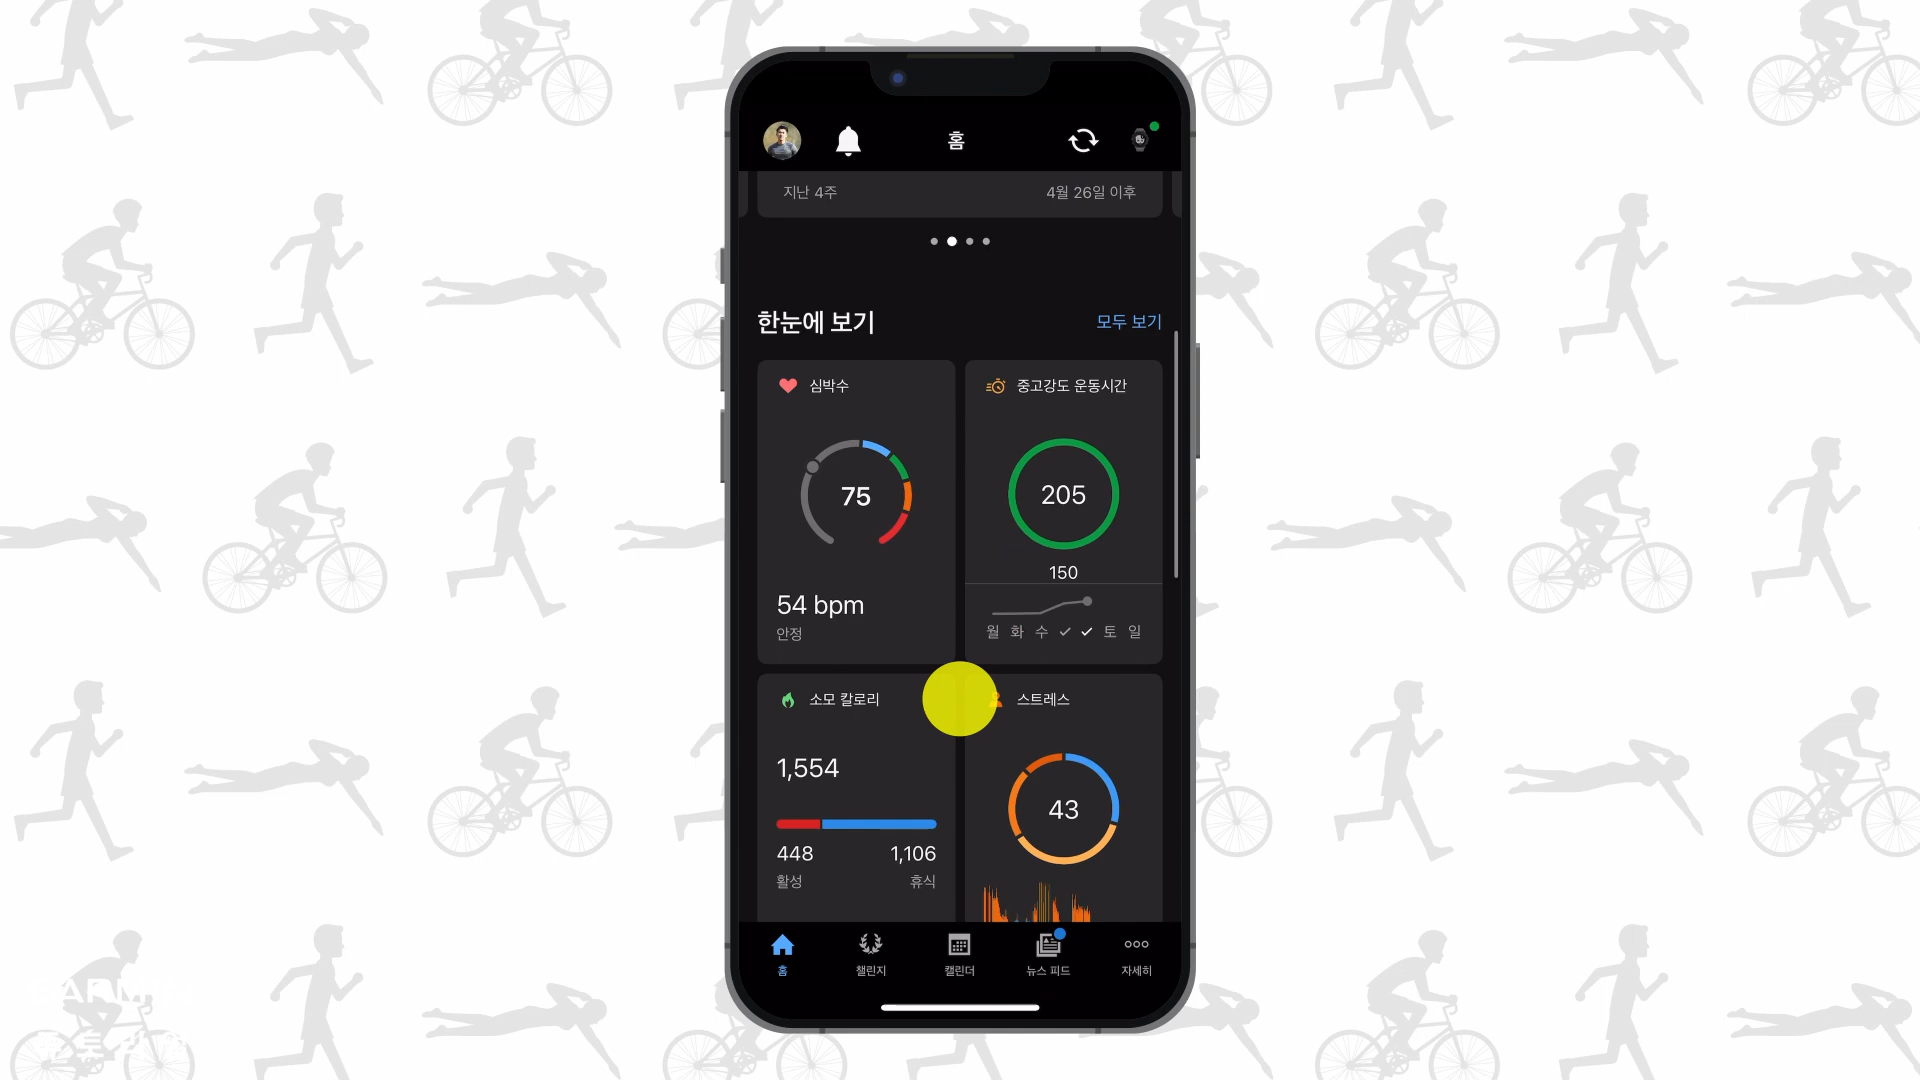 홈
지난 4주
4월 26일 이후
한눈에 보기
모두 보기
심박수
중고강도 운동시간
75
205
150
54 bpm
안정
월 화 수 토 일
소모 칼로리
스트레스
1,554
43
448
1,106
활성
휴식
홈
챌린지
캘린더
뉴스 피드
자세히
GARMIN